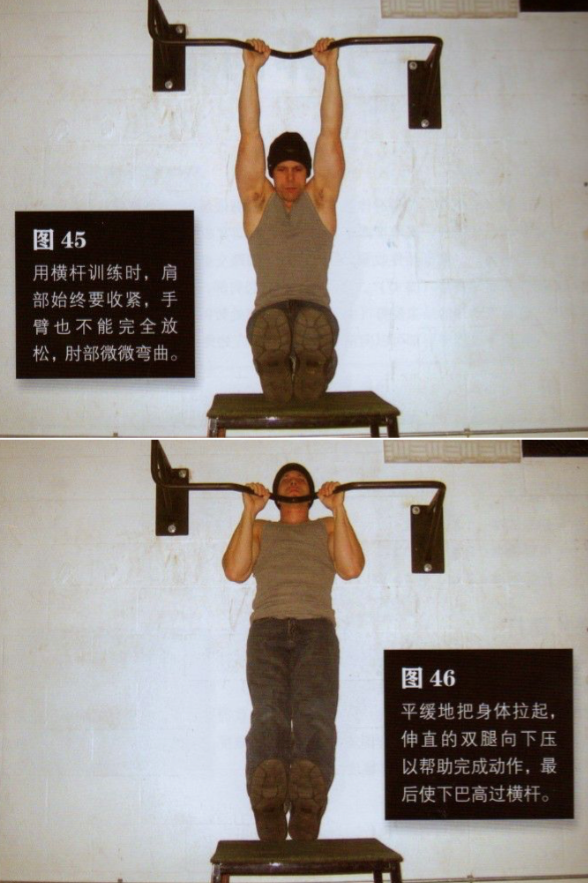 图 45
用横杆训练时，肩
部始终要收紧，手
臂也不能完全放
松，肘部微微弯曲。
图 46
平缓地把身体拉起，
伸直的双腿向下压
以帮助完成动作，最
后使下巴高过横杆。